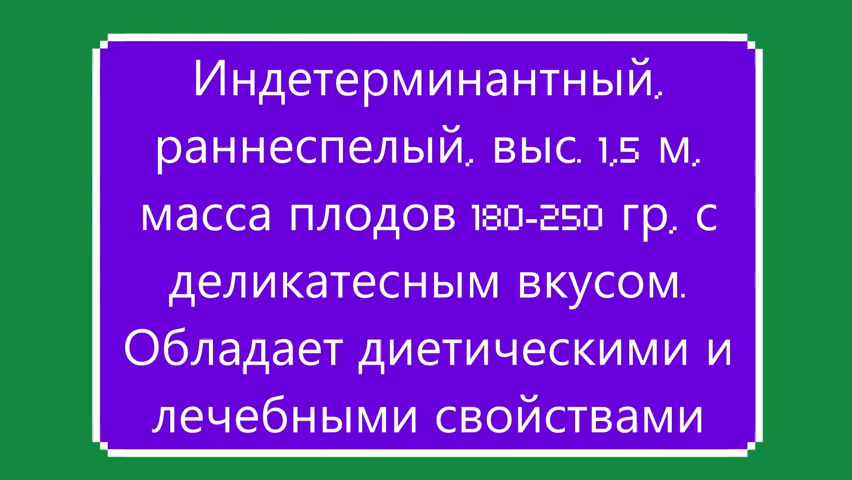 Индетерминантный,
раннеспелый, выс. 1,5 м,
масса плодов 180-250 гр, с
деликатесным вкусом.
Обладает диетическими и
лечебными свойствами